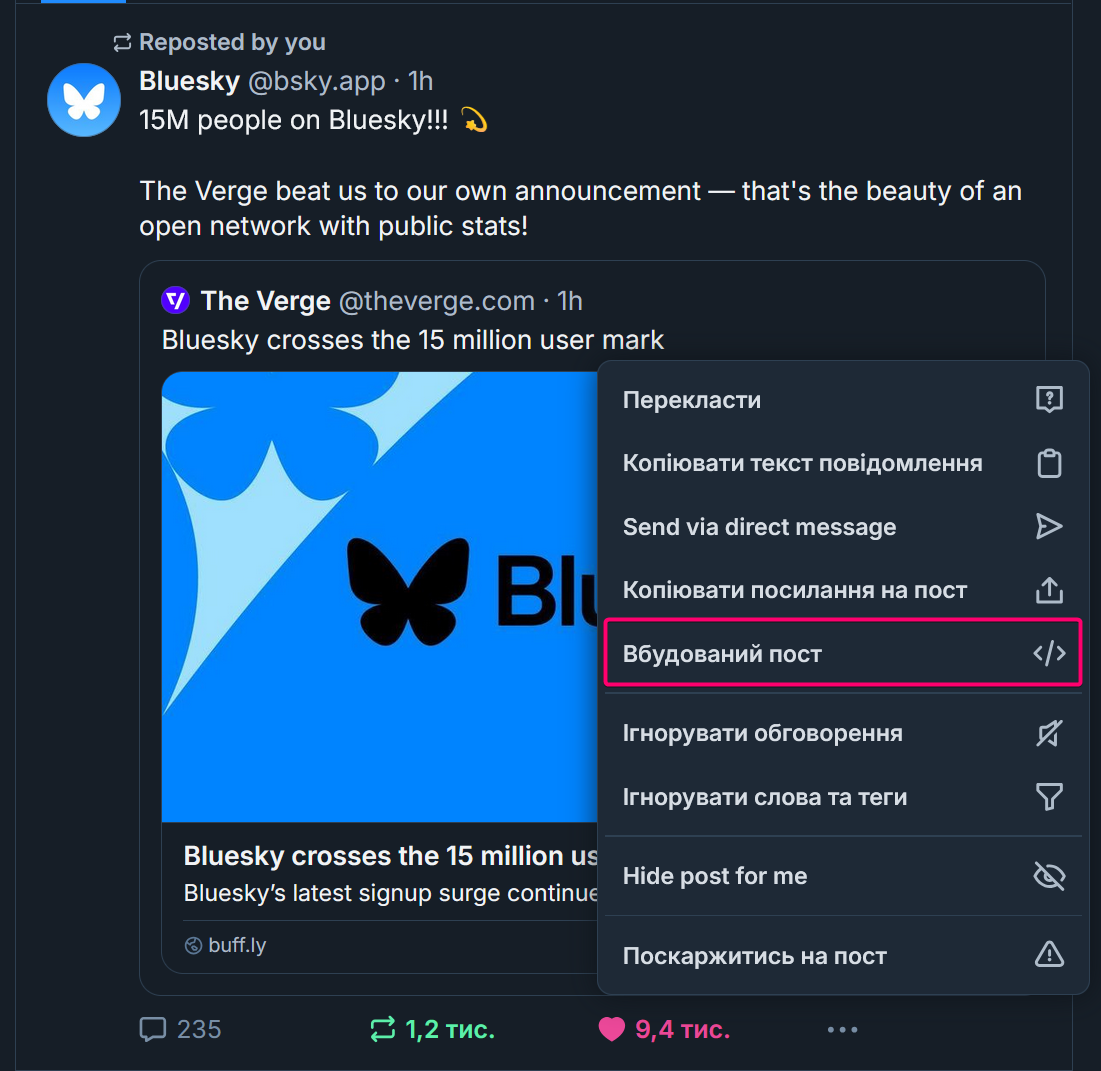 Reposted by you
Bluesky @bsky.app · 1h
15M people on Bluesky!!! 💫
The Verge beat us to our own announcement — that's the beauty of an
open network with public stats!
The Verge @theverge.com · 1h
Bluesky crosses the 15 million user mark
Blu
Bluesky crosses the 15 million us
Bluesky’s latest signup surge continue
buff.ly
Перекласти
Копіювати текст повідомлення
Send via direct message
Копіювати посилання на пост
Вбудований пост
Ігнорувати обговорення
Ігнорувати слова та теги
Hide post for me
Поскаржитись на пост
235
1,2 тис.
9,4 тис.